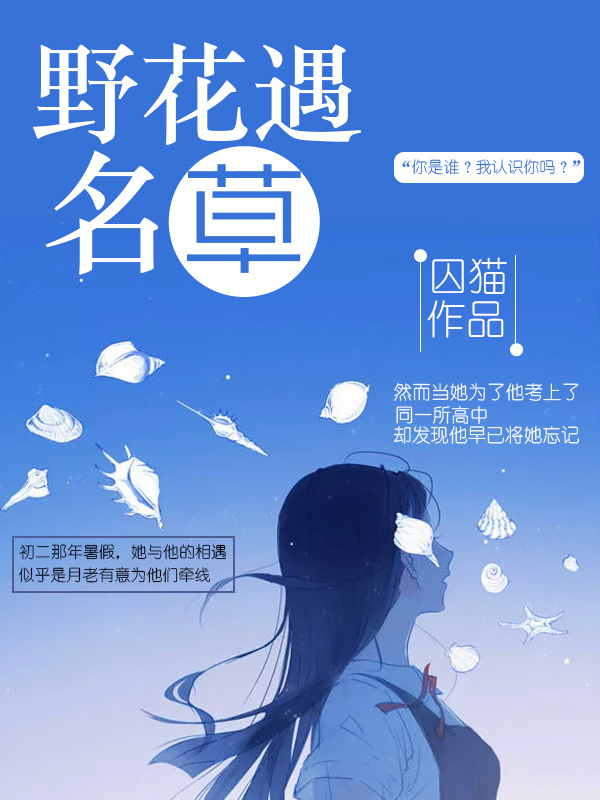 野花遇
名草
“你是谁？我认识你吗？”
囚猫
作品
然而当她为了他考上了
同一所高中
却发现他早已将她忘记
初二那年暑假，她与他的相遇
似乎是月老有意为他们牵线